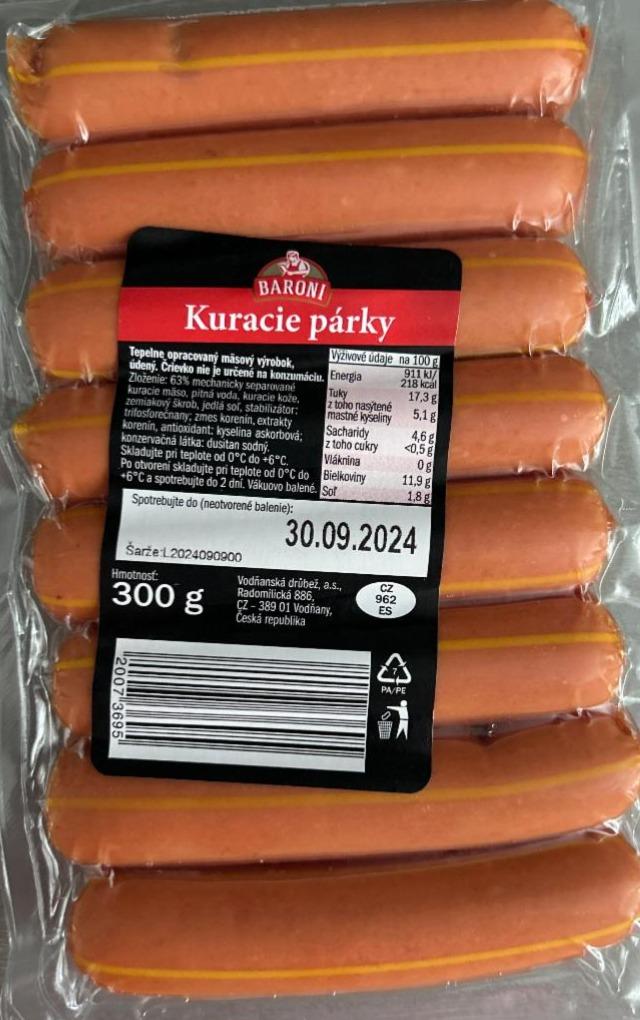 BARONI
Kuracie párky
Tepelne opracovaný mäsový výrobok,
údený. Črievko nie je určené na konzumáciu.
Zloženie: 63% mechanicky separované
kuracie mäso, pitná voda, kuracie kože,
zemiakový škrob, jedlá soľ, stabilizátor:
trifosforečnany; zmes korenín, extrakty
korenín, antioxidant: kyselina askorbová;
konzervačná látka: dusitan sodný.
Skladujte pri teplote od 0°C do +6°C.
Po otvorení skladujte pri teplote od 0°C do
+6°C a spotrebujte do 2 dní. Vákuovo balené.
Výživové údaje na 100 g
Energia 911 kJ/
218 kcal
Tuky 17,3 g
z toho nasýtené
mastné kyseliny 5,1 g
Sacharidy 4,6 g
z toho cukry <0,5 g
Vláknina 0 g
Bielkoviny 11,9 g
Soľ 1,8 g
Spotrebujte do (neotvorené balenie):
30.09.2024
Šarže:L2024090900
Hmotnosť:
300 g
Vodňanská drůbež, a.s.,
Radomilická 886,
CZ – 389 01 Vodňany,
Česká republika
CZ
962
ES
20073695
7
PA/PE